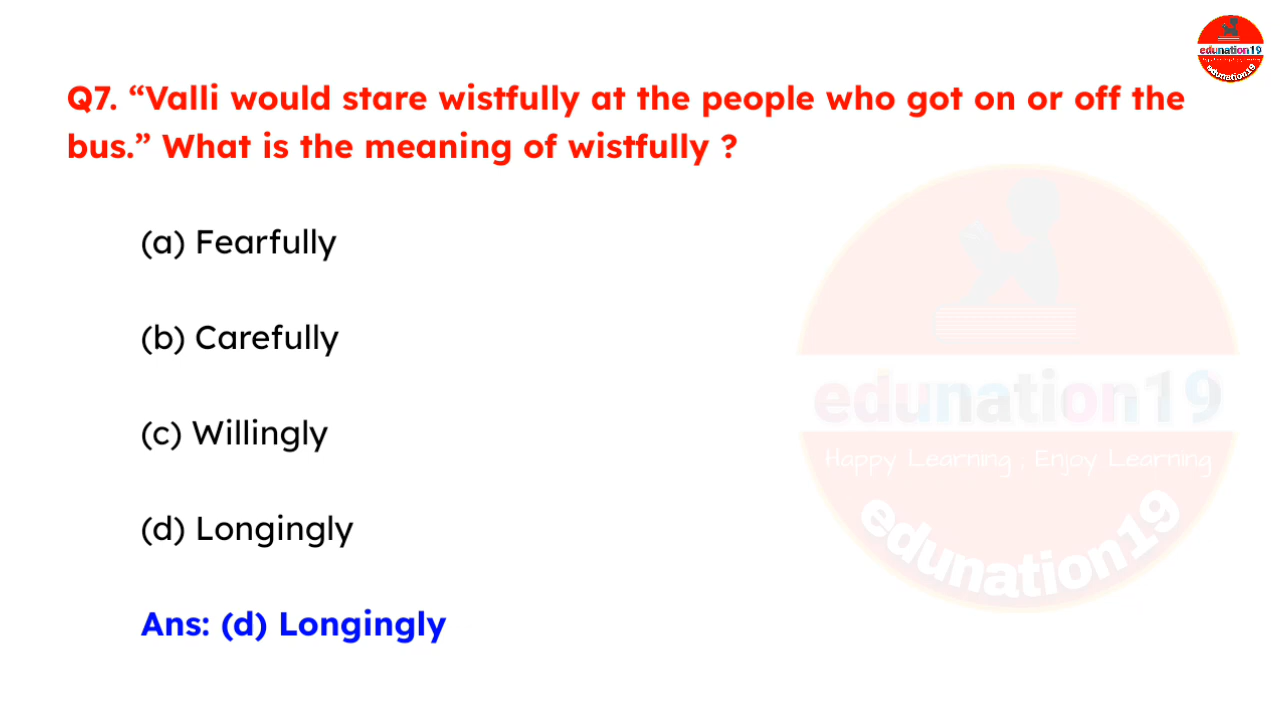 edunation19
edunation19
Q7. “Valli would stare wistfully at the people who got on or off the
bus.” What is the meaning of wistfully ?
(a) Fearfully
(b) Carefully
(c) Willingly
(d) Longingly
Ans: (d) Longingly
edunation19
Happy Learning , Enjoy Learning
edunation19